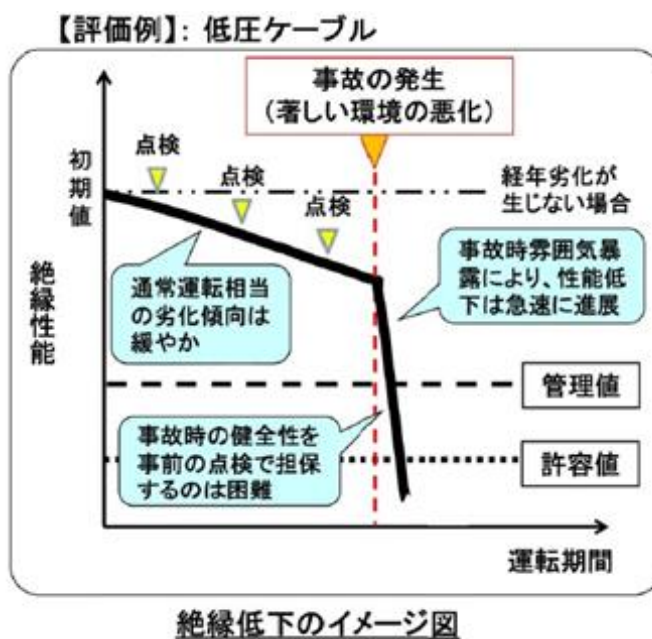 【評価例】: 低圧ケーブル
事故の発生
(著しい環境の悪化)
点検
点検
点検
初期値
経年劣化が
生じない場合
通常運転相当
の劣化傾向は
緩やか
事故時雰囲気暴
露により、性能低
下は急速に進展
絶縁性能
管理値
事故時の健全性を
事前の点検で担保
するのは困難
許容値
運転期間
絶縁低下のイメージ図